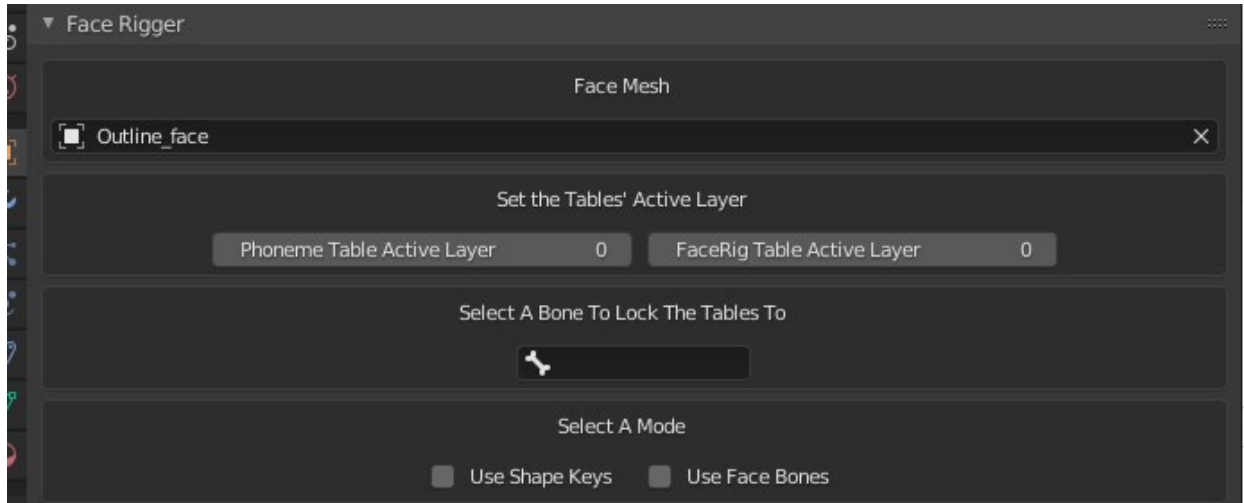 Face Rigger
Face Mesh
Outline_face
Set the Tables' Active Layer
Phoneme Table Active Layer 0 FaceRig Table Active Layer 0
Select A Bone To Lock The Tables To
Select A Mode
Use Shape Keys Use Face Bones